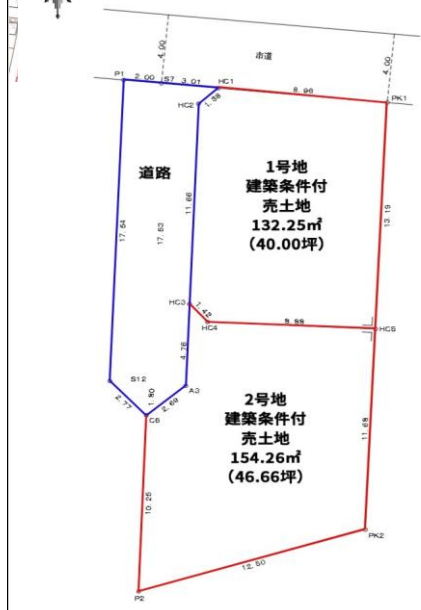 4.00
市道
4.00
P1
2.00
S7
3.01
HC1
8.96
PK1
HC2
1.38
道路
1号地
建築条件付
売土地
132.25㎡
(40.00坪)
17.64
17.53
11.66
13.19
HC3
1.42
HC4
8.88
HC5
4.76
S12
A3
2.77
1.80
2.69
C8
2号地
建築条件付
売土地
154.26㎡
(46.66坪)
11.68
10.25
PK2
12.50
P2